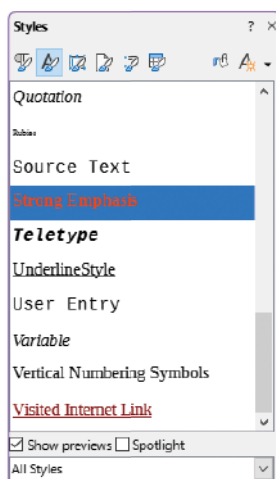 Styles ?
Quotation
Rubies
Source Text
Strong Emphasis
Teletype
UnderlineStyle
User Entry
Variable
Vertical Numbering Symbols
Visited Internet Link
Show previews Spotlight
All Styles